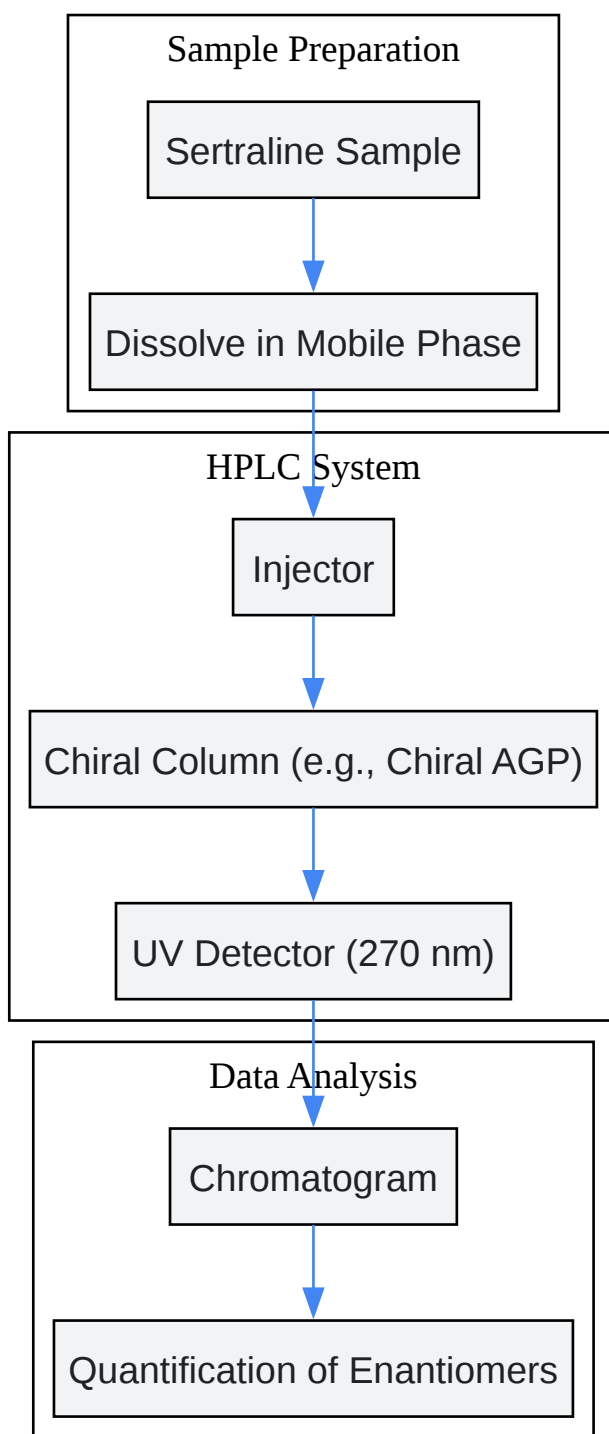 Sample Preparation
Sertraline Sample
Dissolve in Mobile Phase
HPLC System
Injector
Chiral Column (e.g., Chiral AGP)
UV Detector (270 nm)
Data Analysis
Chromatogram
Quantification of Enantiomers